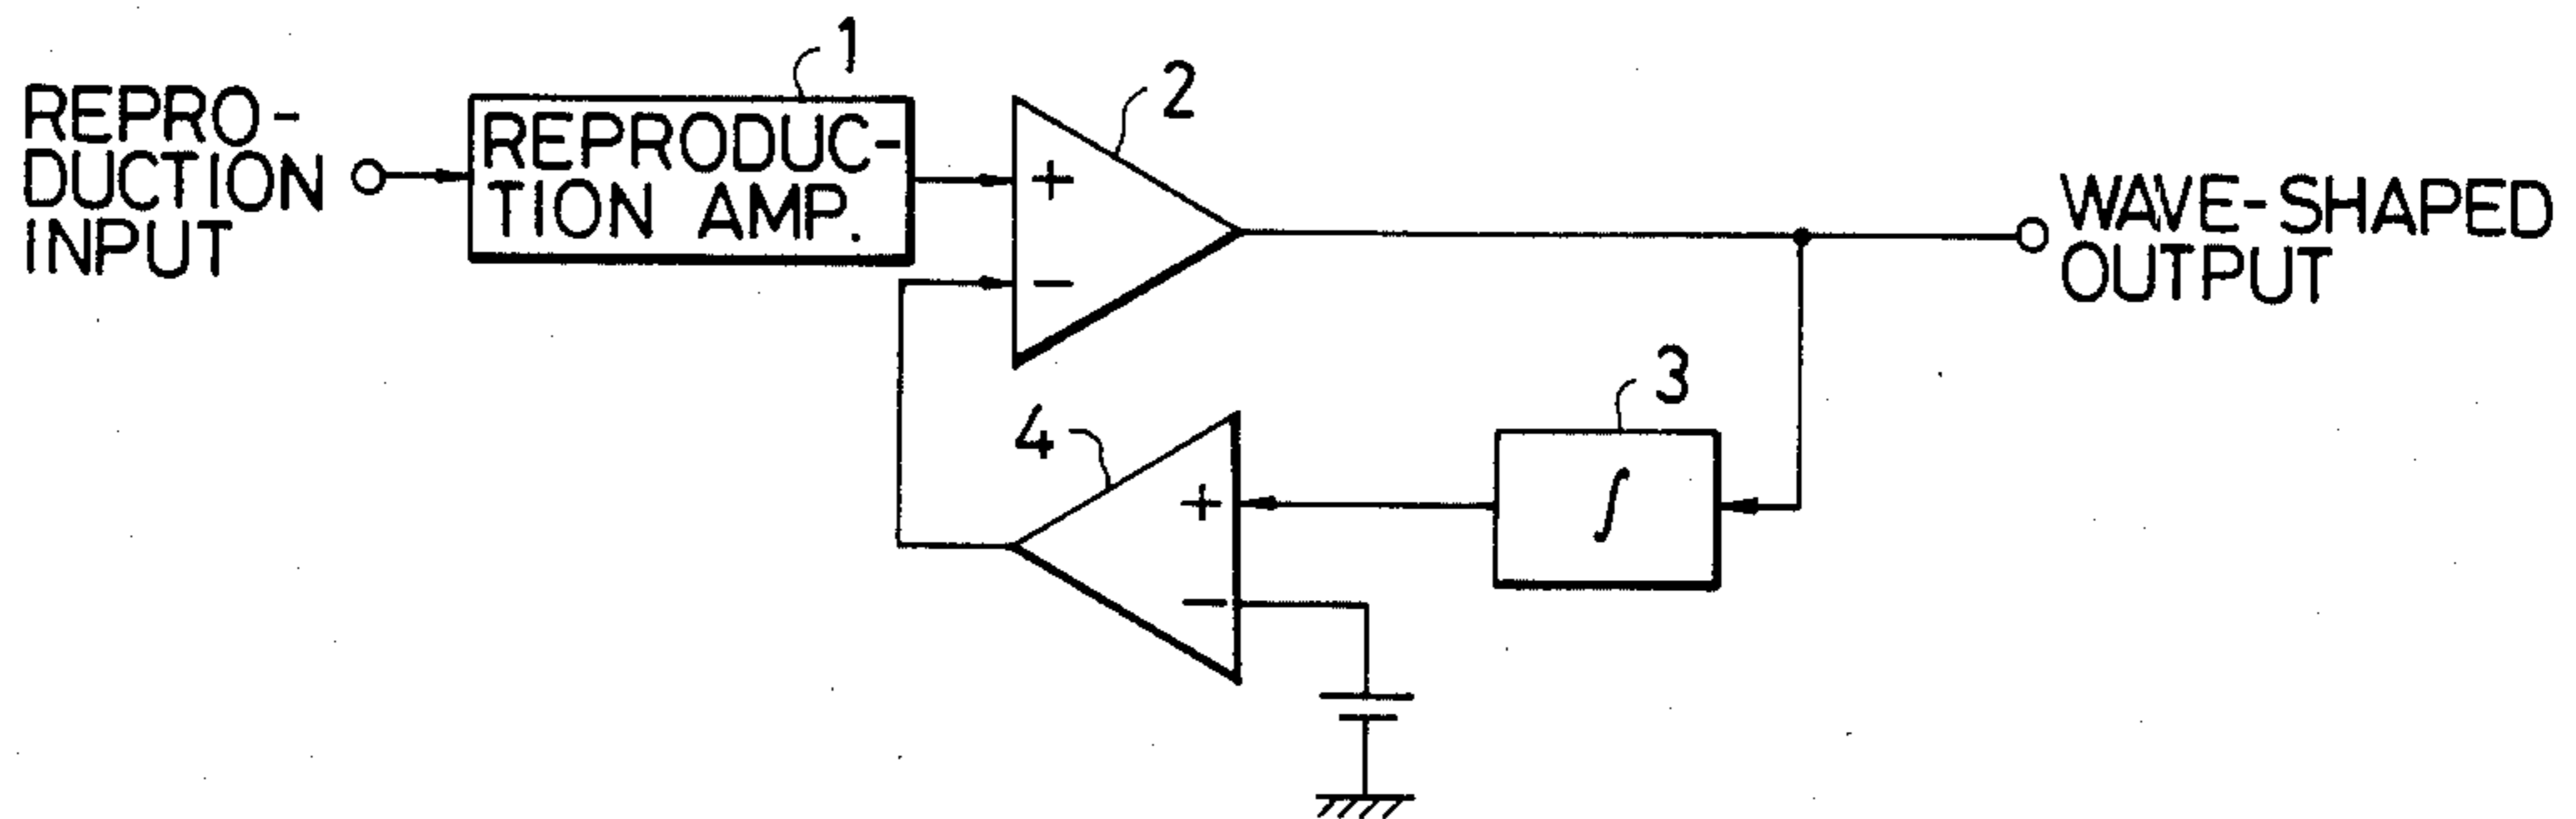 1
REPRO-
DUCTION
INPUT
REPRODUC-
TION AMP.
2
+
−
WAVE-SHAPED
OUTPUT
3
∫
4
+
−